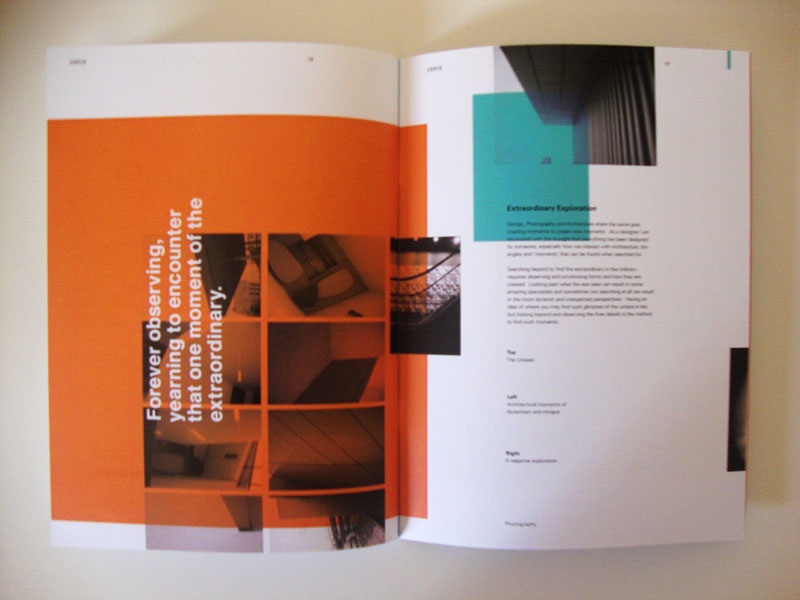 Forever observing,
yearning to encounter
that one moment of the
extraordinary.
Extraordinary Exploration
Design, Photography and Architecture share the same goal;
creating moments to create new moments. As a designer I am
fascinated with the thought that everything has been designed
by someone, especially how we interact with Architecture, the
angles and 'moments' that can be found when searched for.
Searching beyond to find the extraordinary in the ordinary
requires observing and scrutinising forms and how they are
created. Looking past what the eye sees can result in some
amazing spectacles and sometimes not searching at all can result
in the most dynamic and unexpected perspectives. Having an
idea of where you may find such glimpses of the unique is key,
but looking beyond and observing the finer details is the method
to find such moments.
Top
The Unseen.
Left
Architectural moments of
dynamism and intrigue.
Right
A negative exploration.
Photography